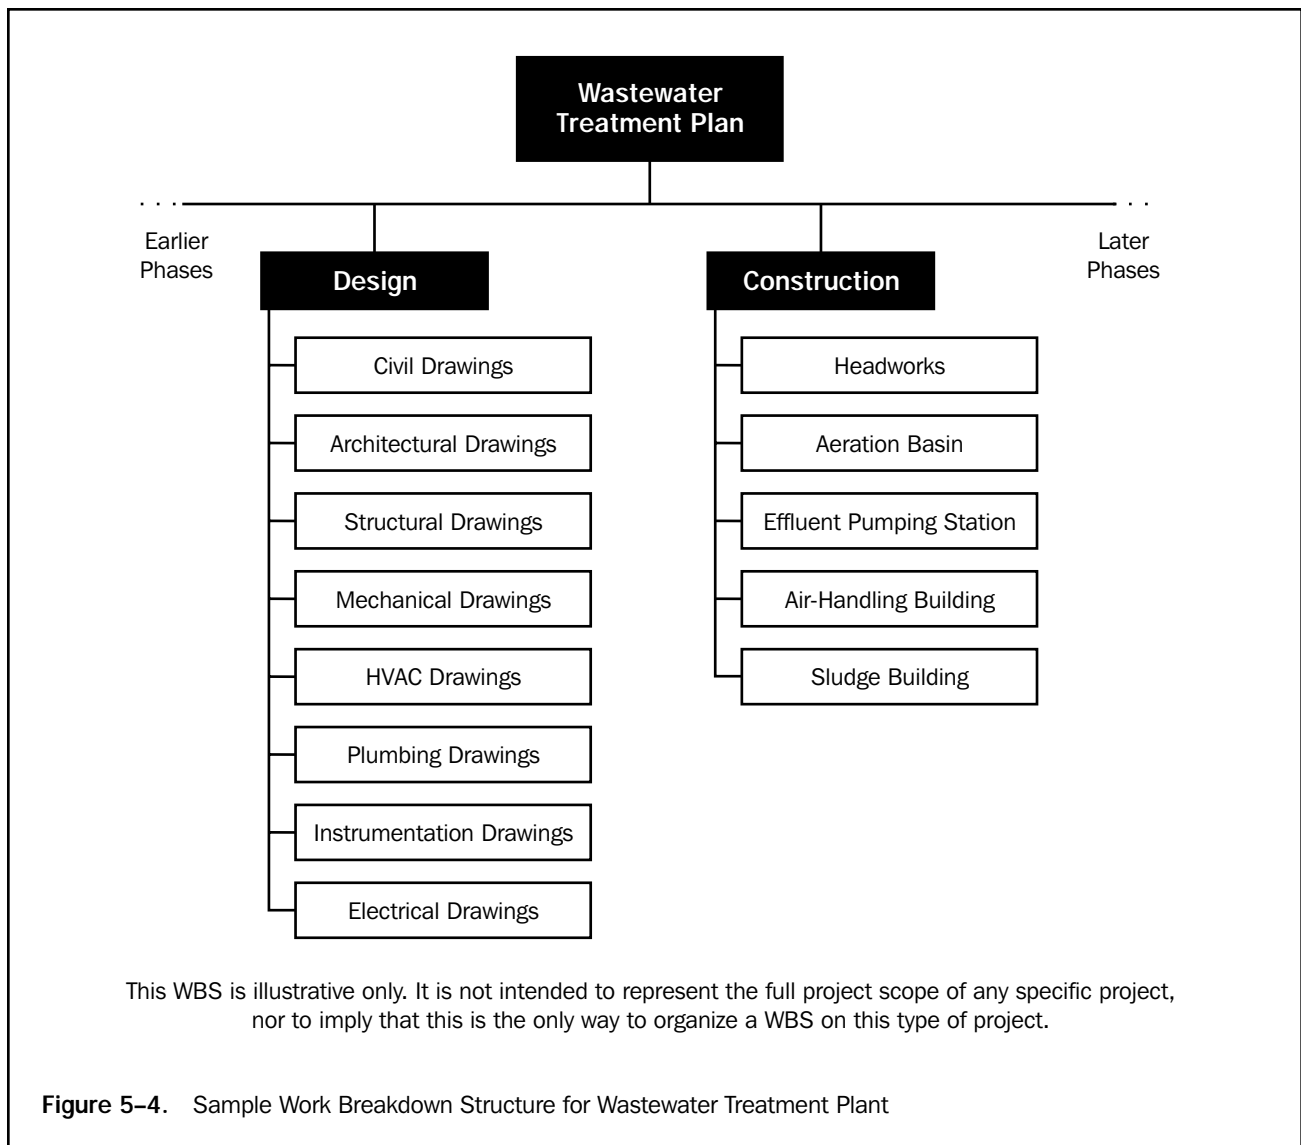 Wastewater
Treatment Plan
. . .
. . .
Earlier
Phases
Later
Phases
Design
Construction
Civil Drawings
Architectural Drawings
Structural Drawings
Mechanical Drawings
HVAC Drawings
Plumbing Drawings
Instrumentation Drawings
Electrical Drawings
Headworks
Aeration Basin
Effluent Pumping Station
Air-Handling Building
Sludge Building
This WBS is illustrative only. It is not intended to represent the full project scope of any specific project,
nor to imply that this is the only way to organize a WBS on this type of project.
Figure 5–4. Sample Work Breakdown Structure for Wastewater Treatment Plant